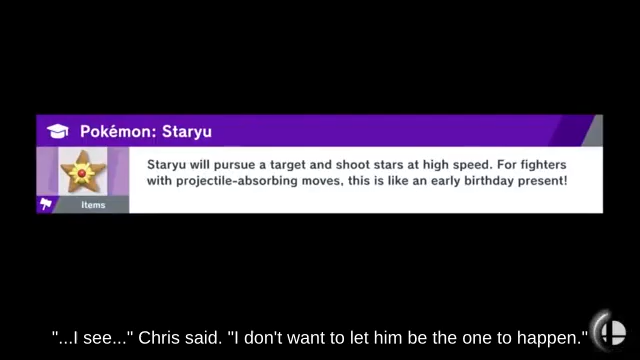 Pokémon: Staryu
Staryu will pursue a target and shoot stars at high speed. For fighters
with projectile-absorbing moves, this is like an early birthday present!
Items
"...I see..." Chris said. "I don't want to let him be the one to happen."